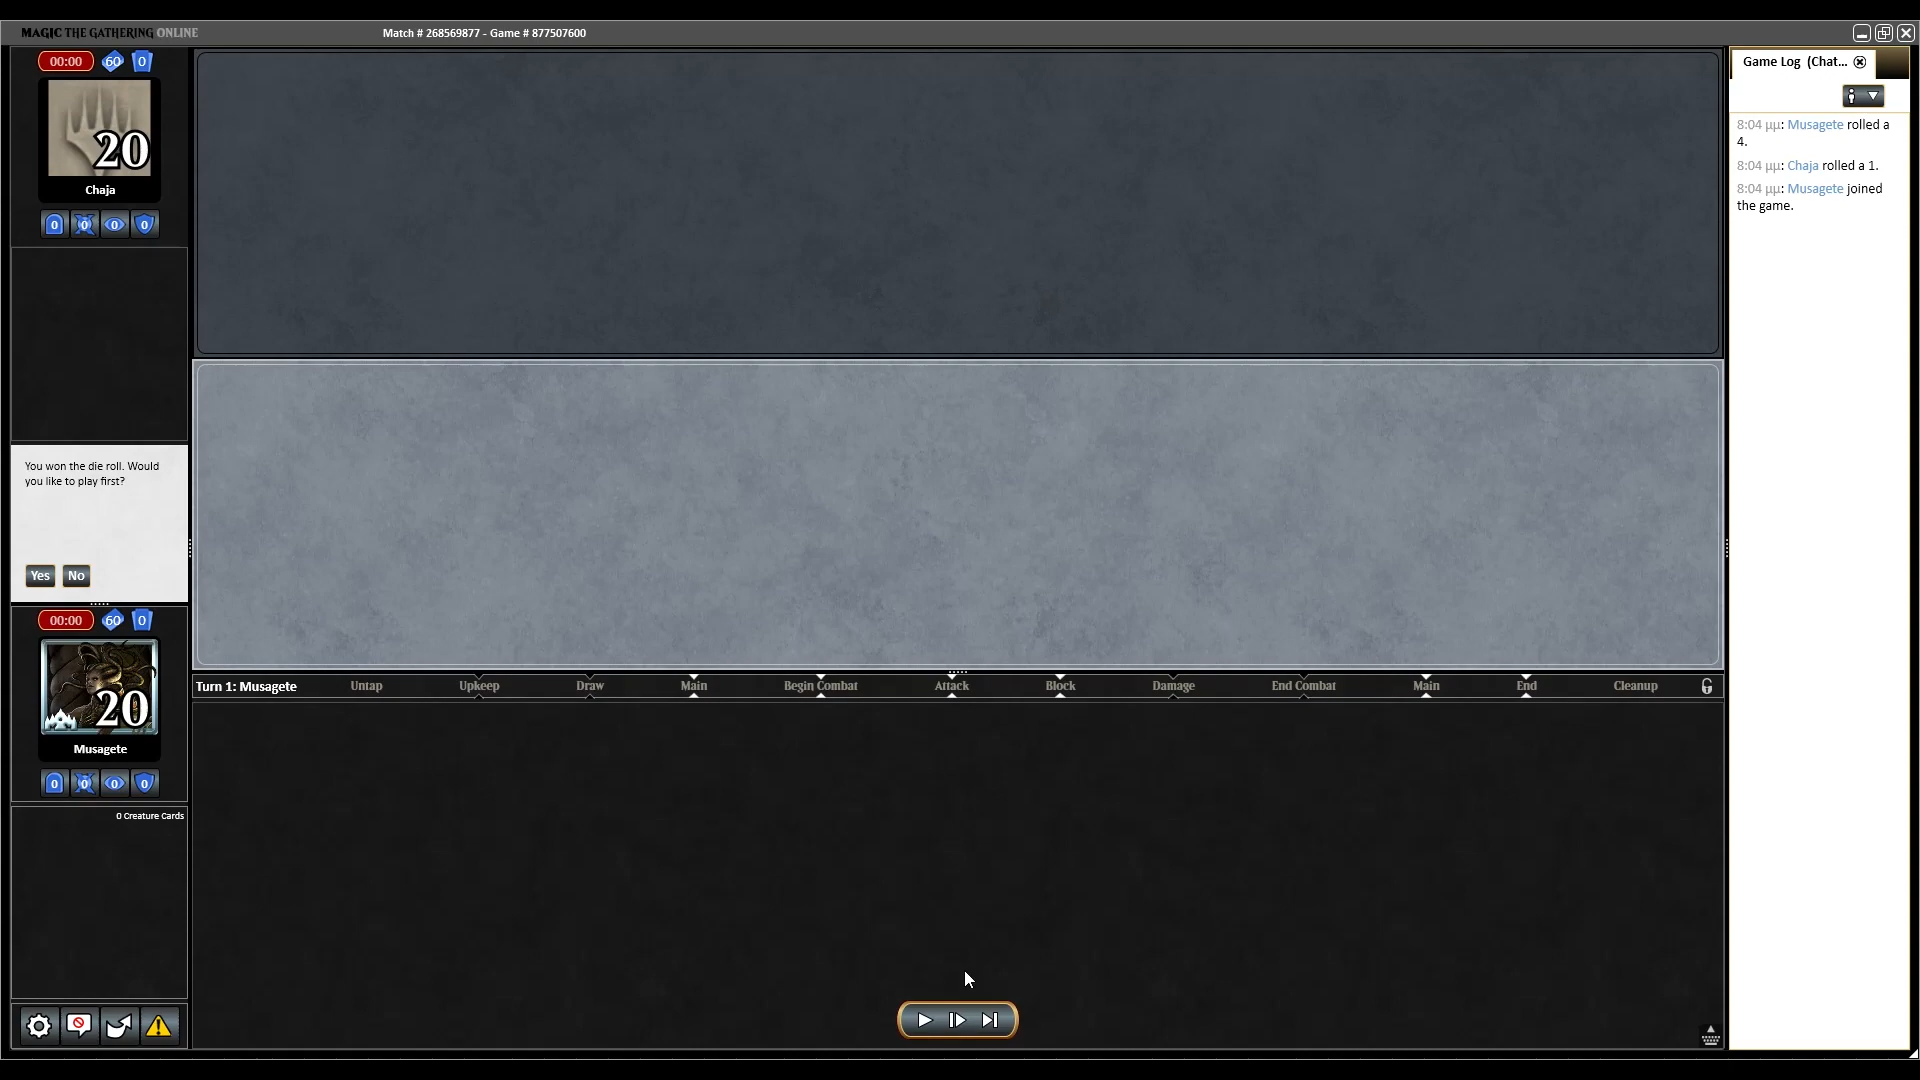 MAGIC THE GATHERING ONLINE
Match # 268569877 - Game # 877507600
00:00 60 0
20
Chaja
0 0 0 0
You won the die roll. Would
you like to play first?
Yes No
00:00 60 0
20
Musagete
0 0 0 0
0 Creature Cards
Turn 1: Musagete Untap Upkeep Draw Main Begin Combat Attack Block Damage End Combat Main End Cleanup
Game Log (Chat...
8:04 μμ: Musagete rolled a
4.
8:04 μμ: Chaja rolled a 1.
8:04 μμ: Musagete joined
the game.